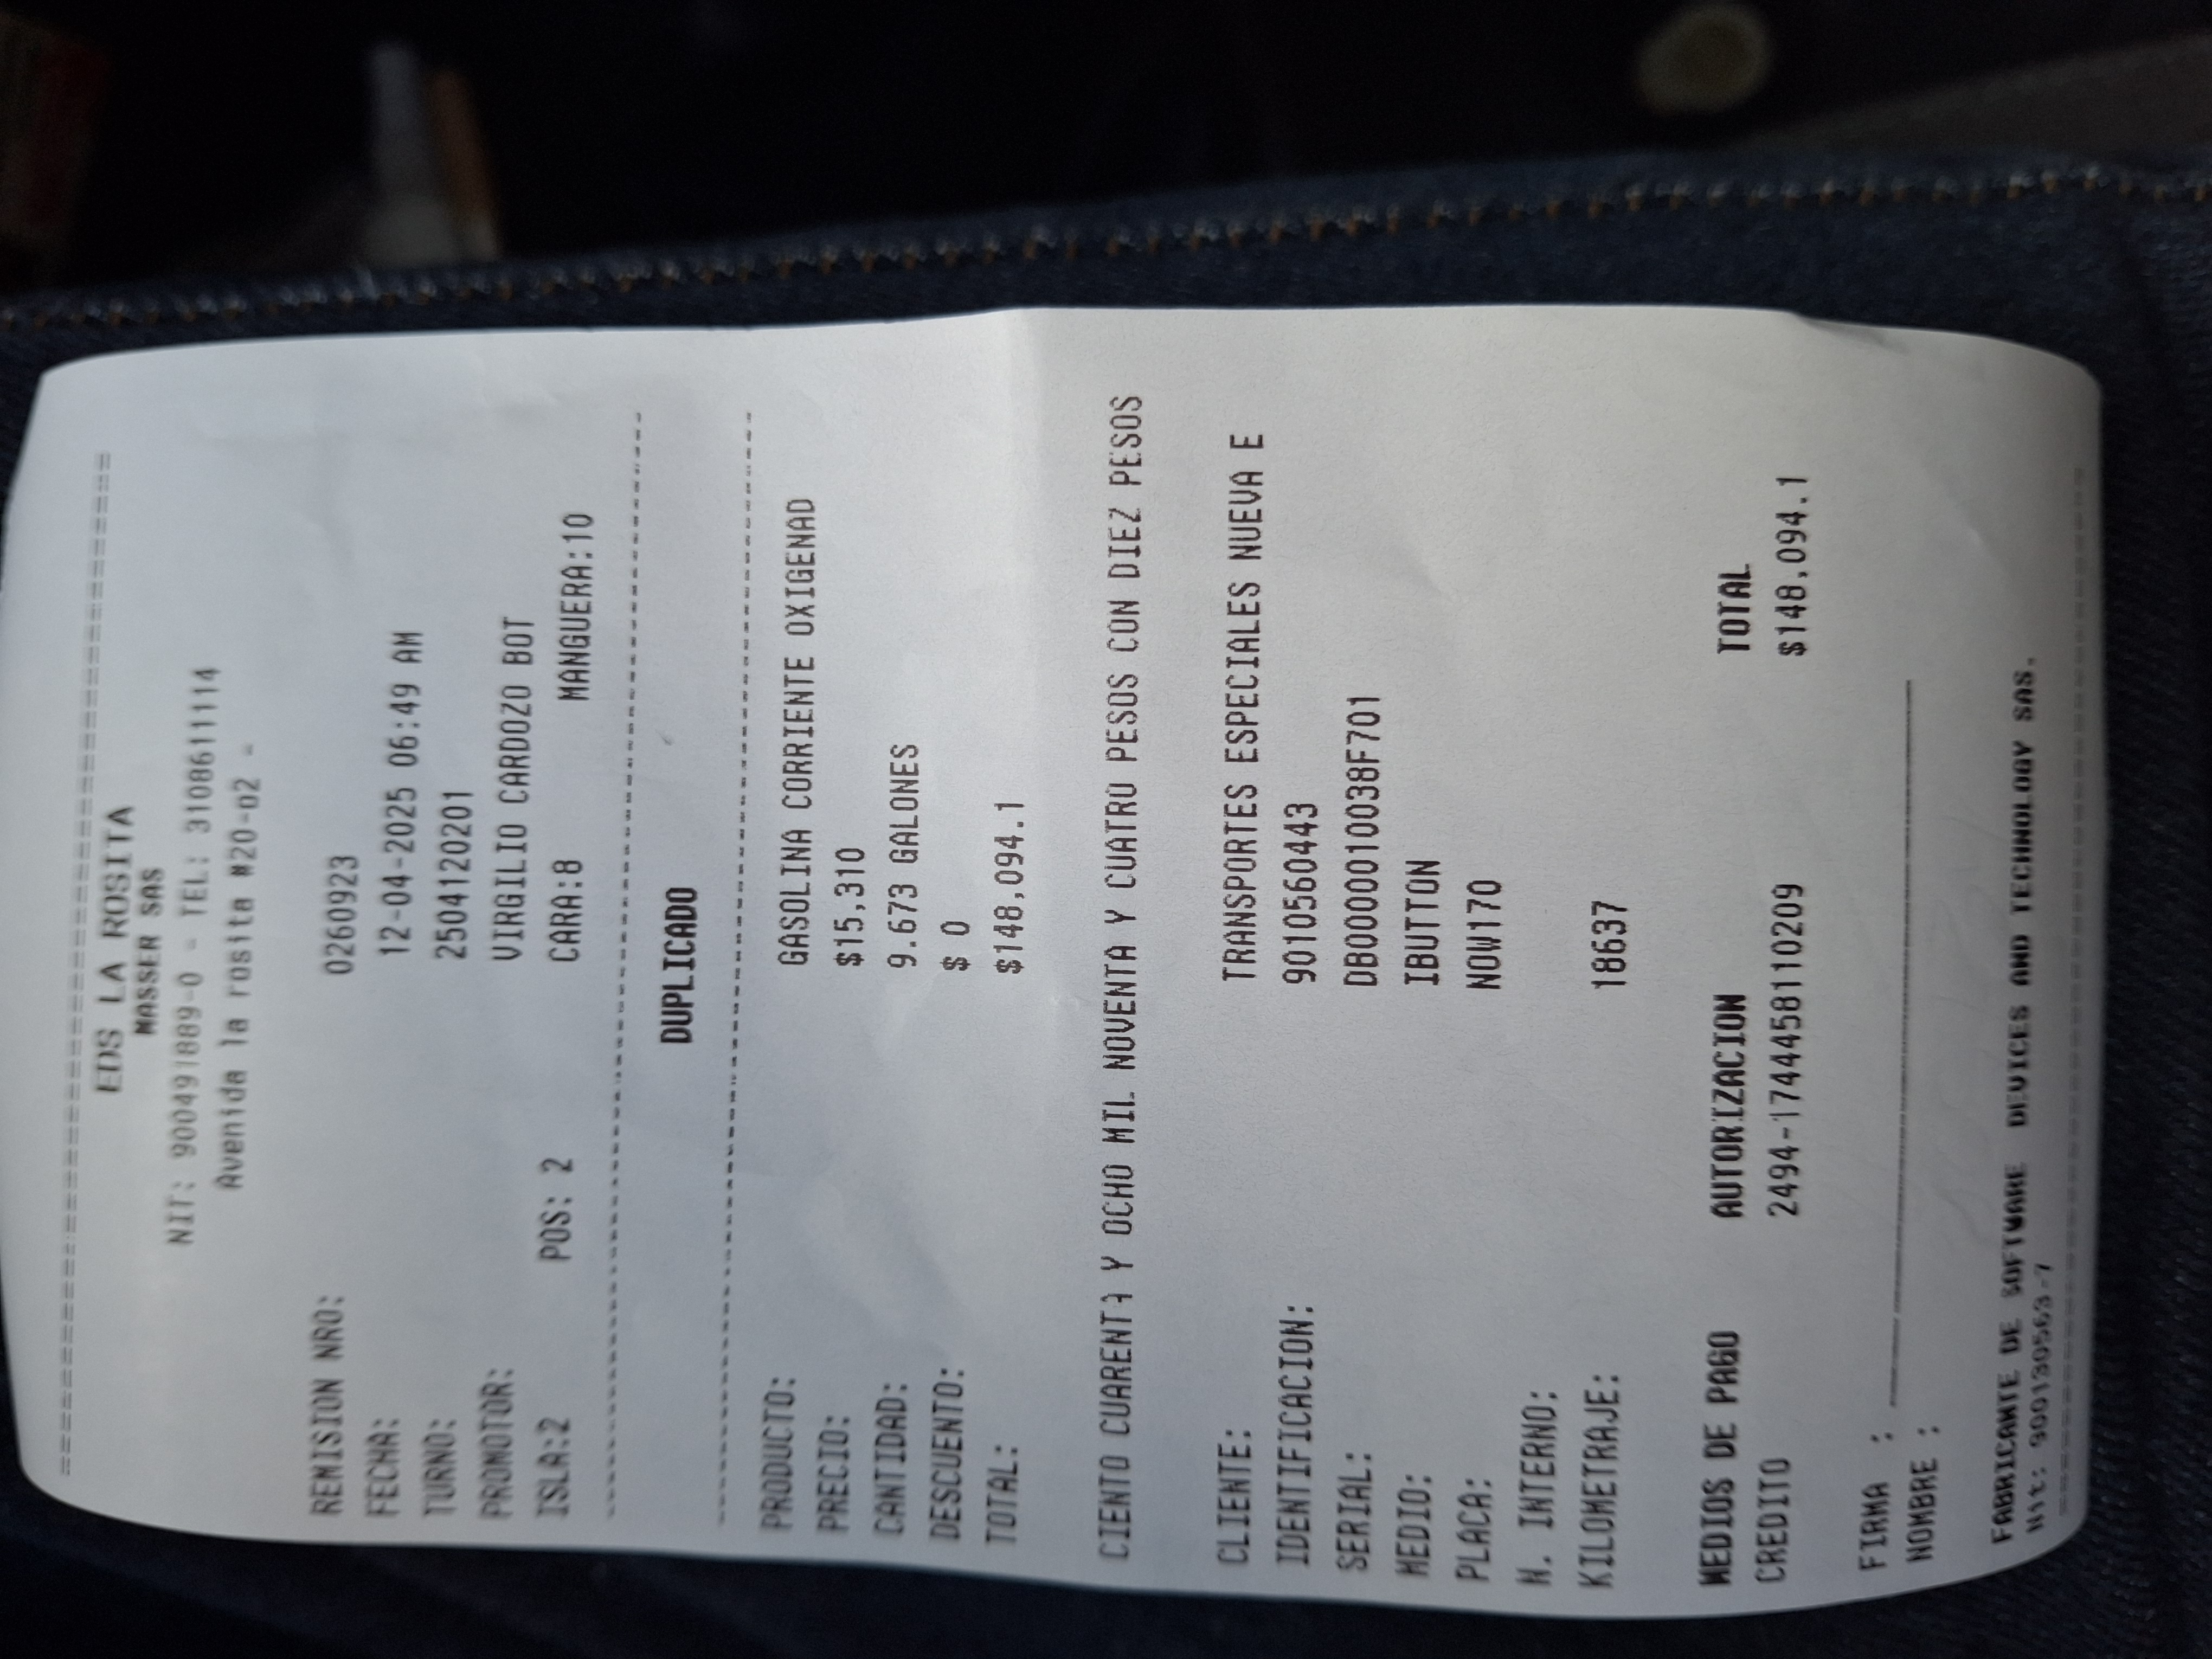 ==============================
EDS LA ROSITA
MASSER SAS
NIT: 900491889-0 - TEL: 3108611114
Avenida la rosita #20-02 -
REMISION NRO: 0260923
FECHA: 12-04-2025 06:49 AM
TURNO: 2504120201
PROMOTOR: VIRGILIO CARDOZO BOT
ISLA:2 POS: 2 CARA:8 MANGUERA:10
------------------------------
DUPLICADO
------------------------------
PRODUCTO: GASOLINA CORRIENTE OXIGENAD
PRECIO: $15,310
CANTIDAD: 9.673 GALONES
DESCUENTO: $ 0
TOTAL: $148,094.1
CIENTO CUARENTA Y OCHO MIL NOVENTA Y CUATRO PESOS CON DIEZ PESOS
CLIENTE: TRANSPORTES ESPECIALES NUEVA E
IDENTIFICACION: 9010560443
SERIAL: DB0000010038F701
MEDIO: IBUTTON
PLACA: NOW170
N. INTERNO:
KILOMETRAJE: 18637
MEDIOS DE PAGO AUTORIZACION TOTAL
CREDITO 2494-1744458110209 $148,094.1
FIRMA : ______________________
NOMBRE :
FABRICANTE DE SOFTWARE DEVICES AND TECHNOLOGY SAS.
Nit: 900130563-7
==============================